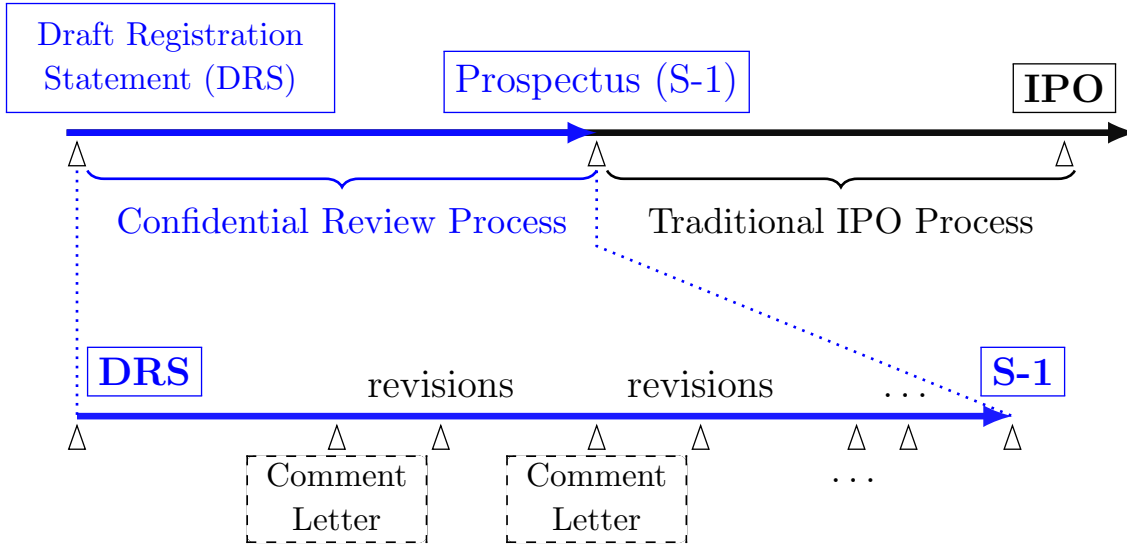 Draft Registration
Statement (DRS)
Prospectus (S-1)
IPO
Confidential Review Process
Traditional IPO Process
DRS
revisions
revisions
...
S-1
Comment
Letter
Comment
Letter
...